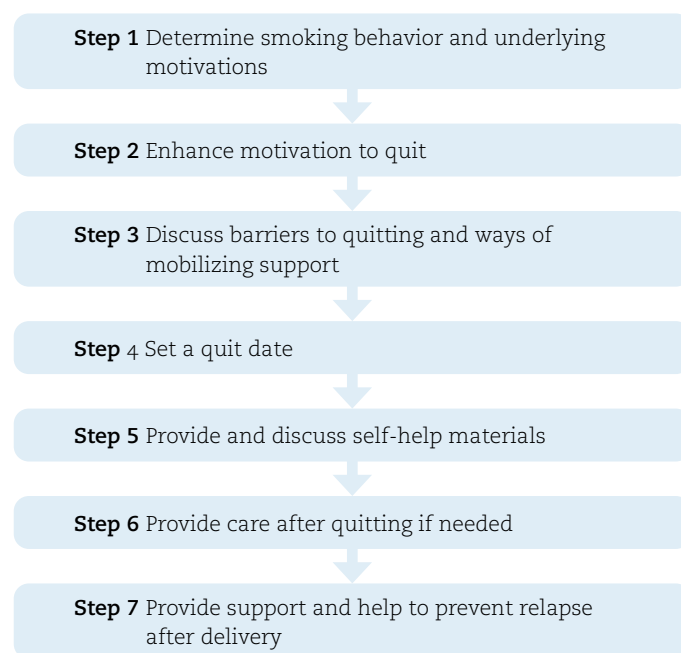 Step 1 Determine smoking behavior and underlying
motivations
Step 2 Enhance motivation to quit
Step 3 Discuss barriers to quitting and ways of
mobilizing support
Step 4 Set a quit date
Step 5 Provide and discuss self-help materials
Step 6 Provide care after quitting if needed
Step 7 Provide support and help to prevent relapse
after delivery